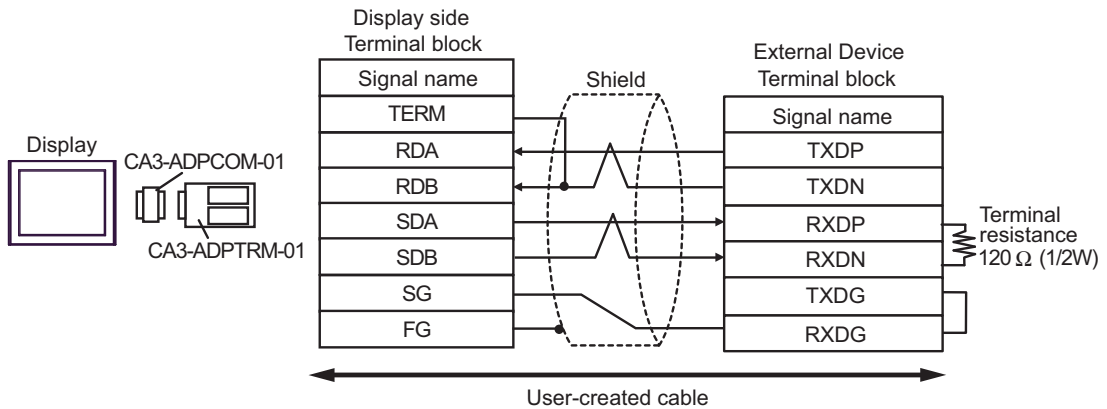 Display
CA3-ADPCOM-01
CA3-ADPTRM-01
Display side
Terminal block
Signal name
TERM
RDA
RDB
SDA
SDB
SG
FG
Shield
External Device
Terminal block
Signal name
TXDP
TXDN
RXDP
RXDN
TXDG
RXDG
Terminal
resistance
120 Ω (1/2W)
User-created cable